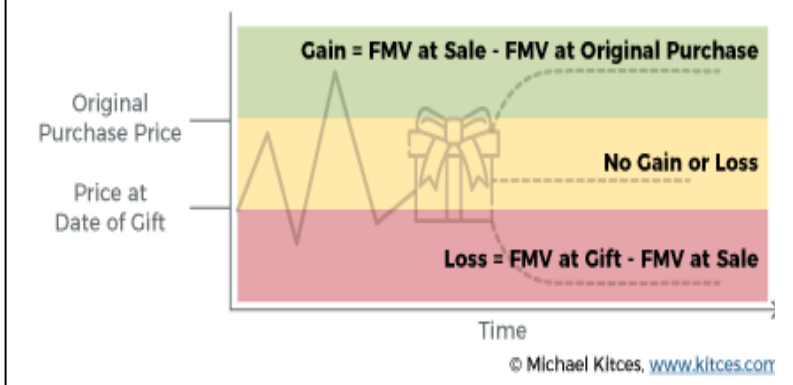 Gain = FMV at Sale - FMV at Original Purchase
Original
Purchase Price
No Gain or Loss
Price at
Date of Gift
Loss = FMV at Gift - FMV at Sale
Time
© Michael Kitces, www.kitces.com